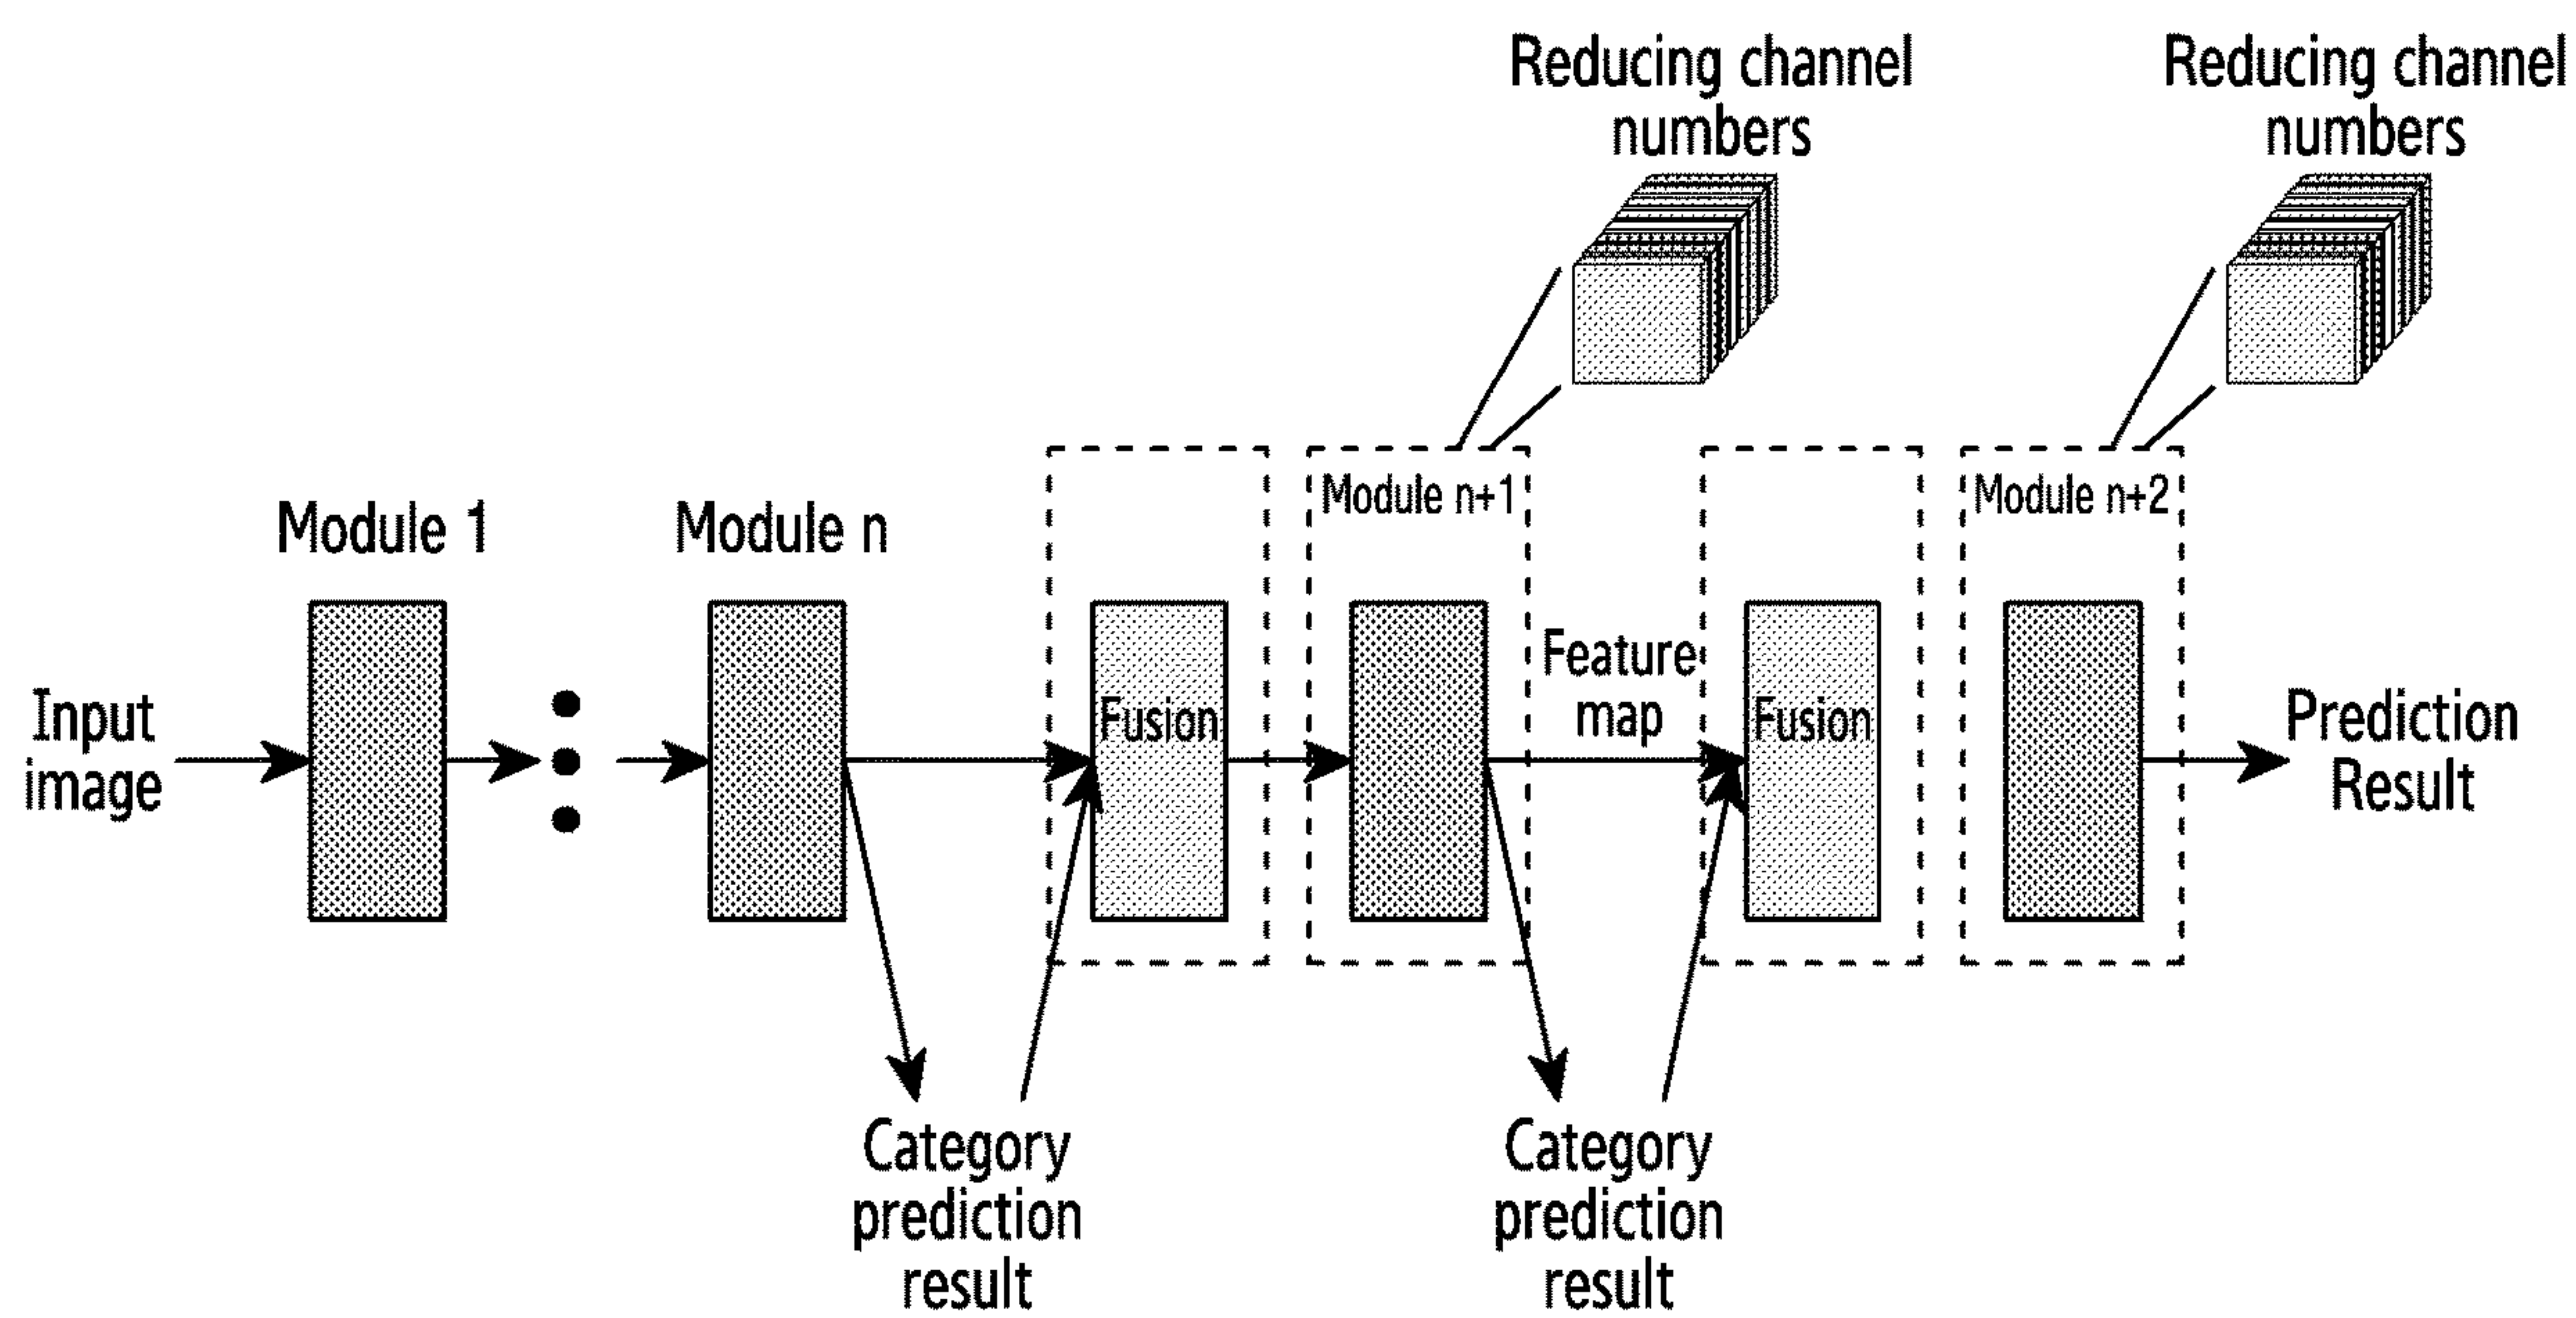 Reducing channel
numbers
Reducing channel
numbers
Module 1
Module n
Module n+1
Module n+2
Input
image
Fusion
Feature
map
Fusion
Prediction
Result
Category
prediction
result
Category
prediction
result